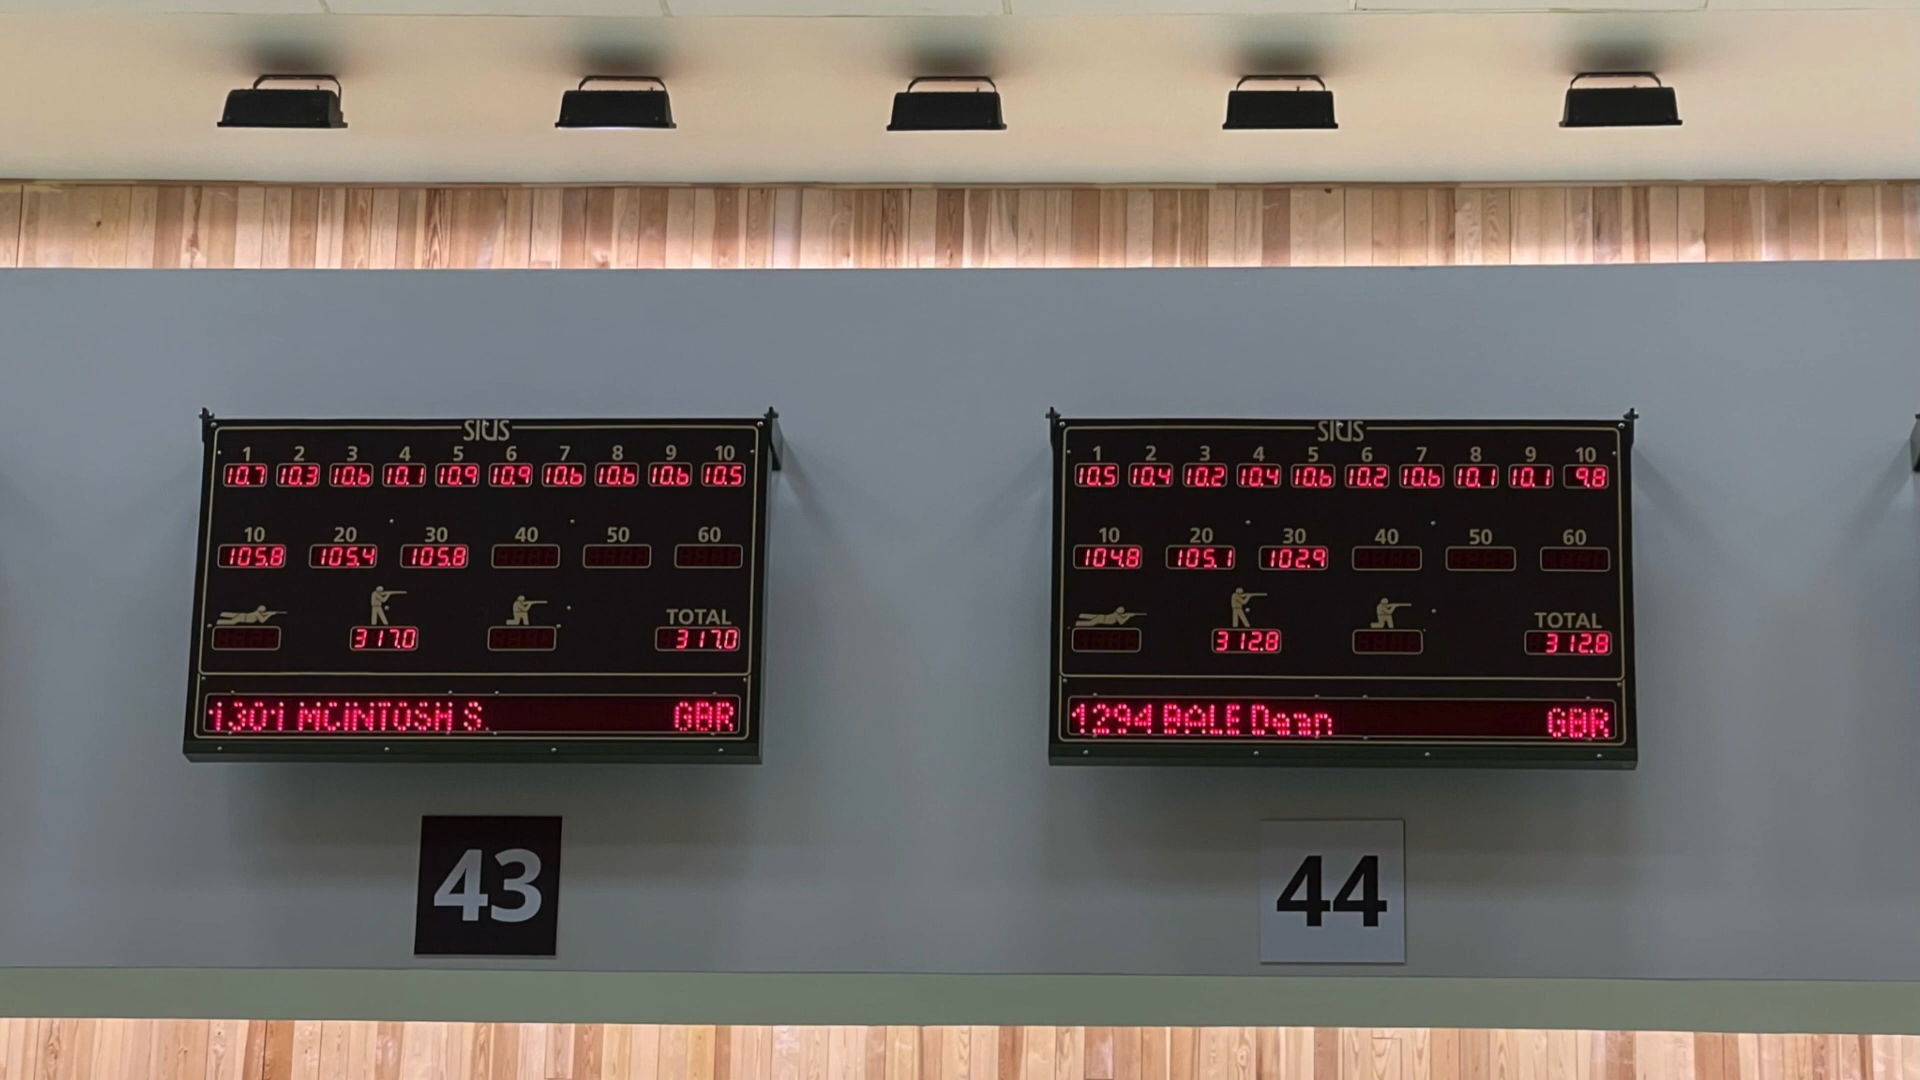 SIUS
1 2 3 4 5 6 7 8 9 10
10.7 10.3 10.6 10.1 10.9 10.9 10.6 10.6 10.6 10.5
10 20 30 40 50 60
105.8 105.4 105.8
TOTAL
317.0 317.0
1301 MCINTOSH S. GBR
43
SIUS
1 2 3 4 5 6 7 8 9 10
10.5 10.4 10.2 10.4 10.6 10.2 10.6 10.1 10.1 9.8
10 20 30 40 50 60
104.8 105.1 102.9
TOTAL
312.8 312.8
1294 BALE Dean GBR
44